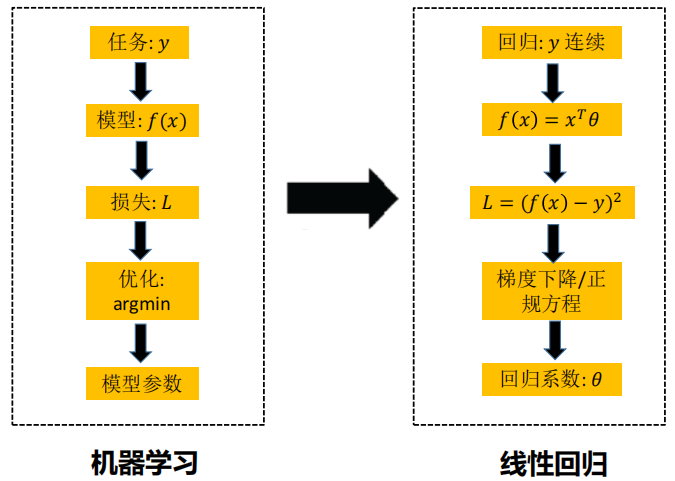 任务: y
模型: f(x)
损失: L
优化:
argmin
模型参数
机器学习
回归: y 连续
f(x) = xᵀθ
L = (f(x) − y)²
梯度下降/正
规方程
回归系数: θ
线性回归